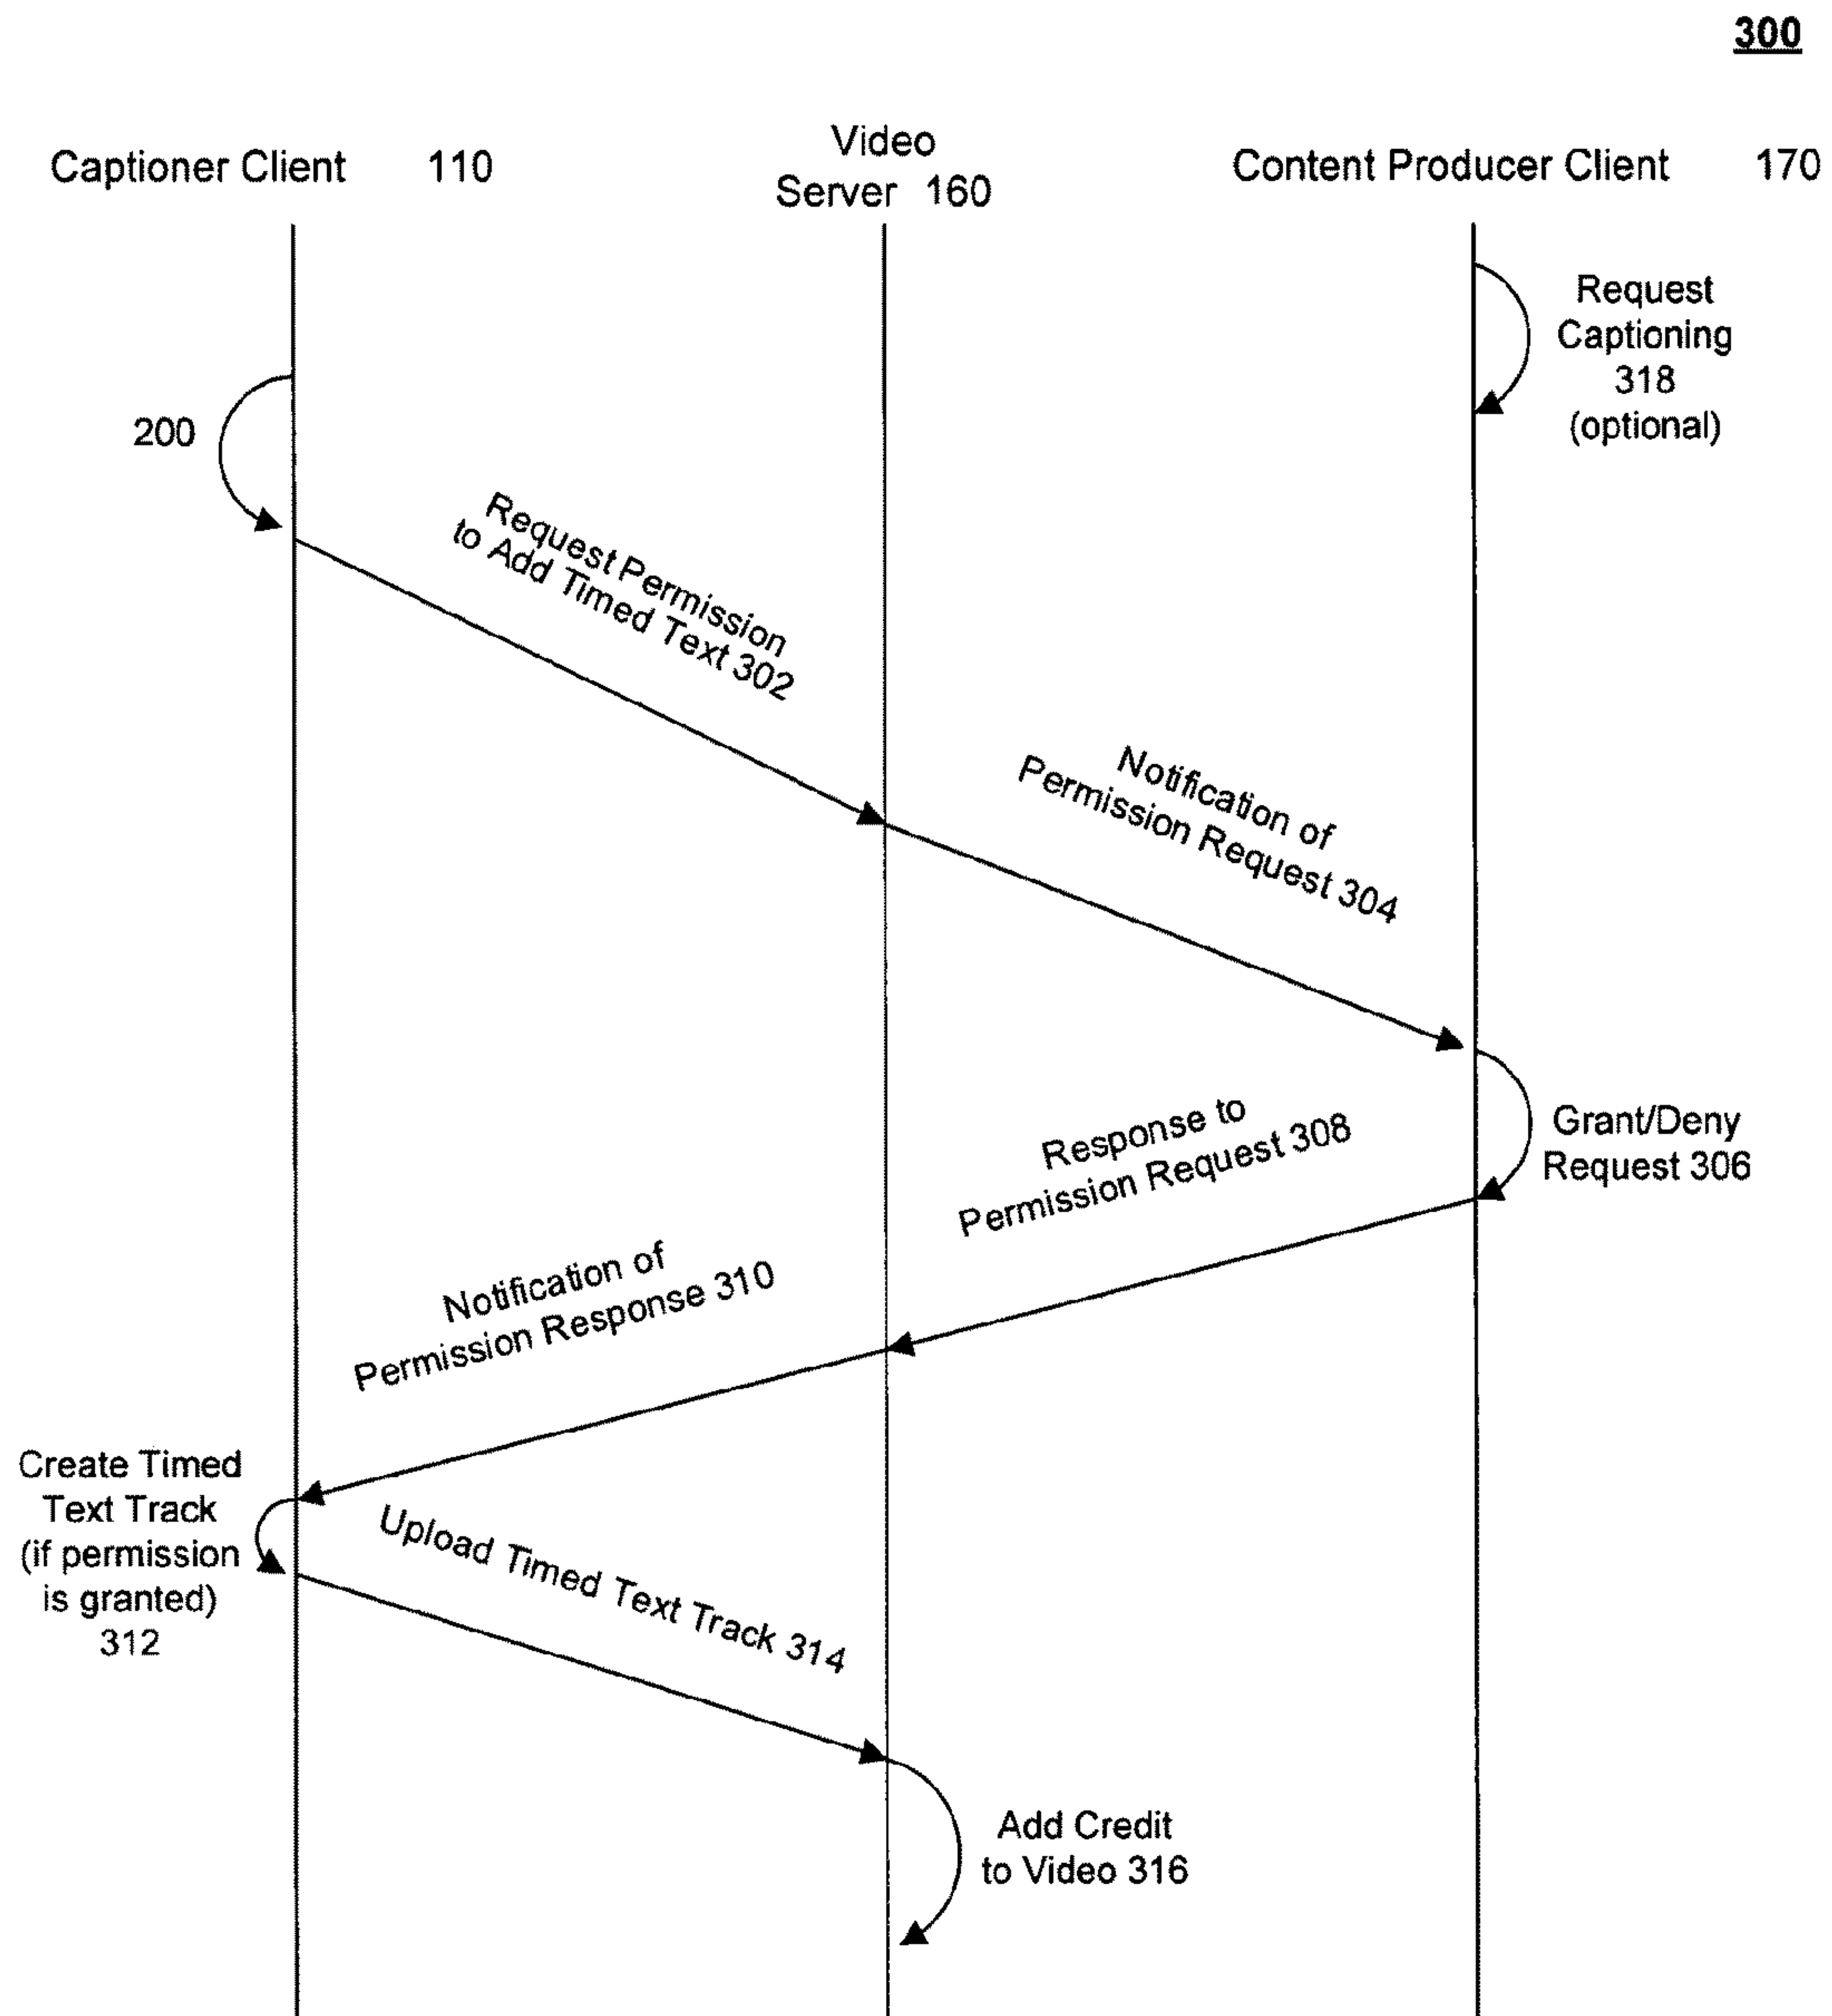 300
Captioner Client 110
Video
Server 160
Content Producer Client 170
Request
Captioning
318
(optional)
200
Request Permission
to Add Timed Text 302
Notification of
Permission Request 304
Grant/Deny
Request 306
Response to
Permission Request 308
Notification of
Permission Response 310
Create Timed
Text Track
(if permission
is granted)
312
Upload Timed Text Track 314
Add Credit
to Video 316